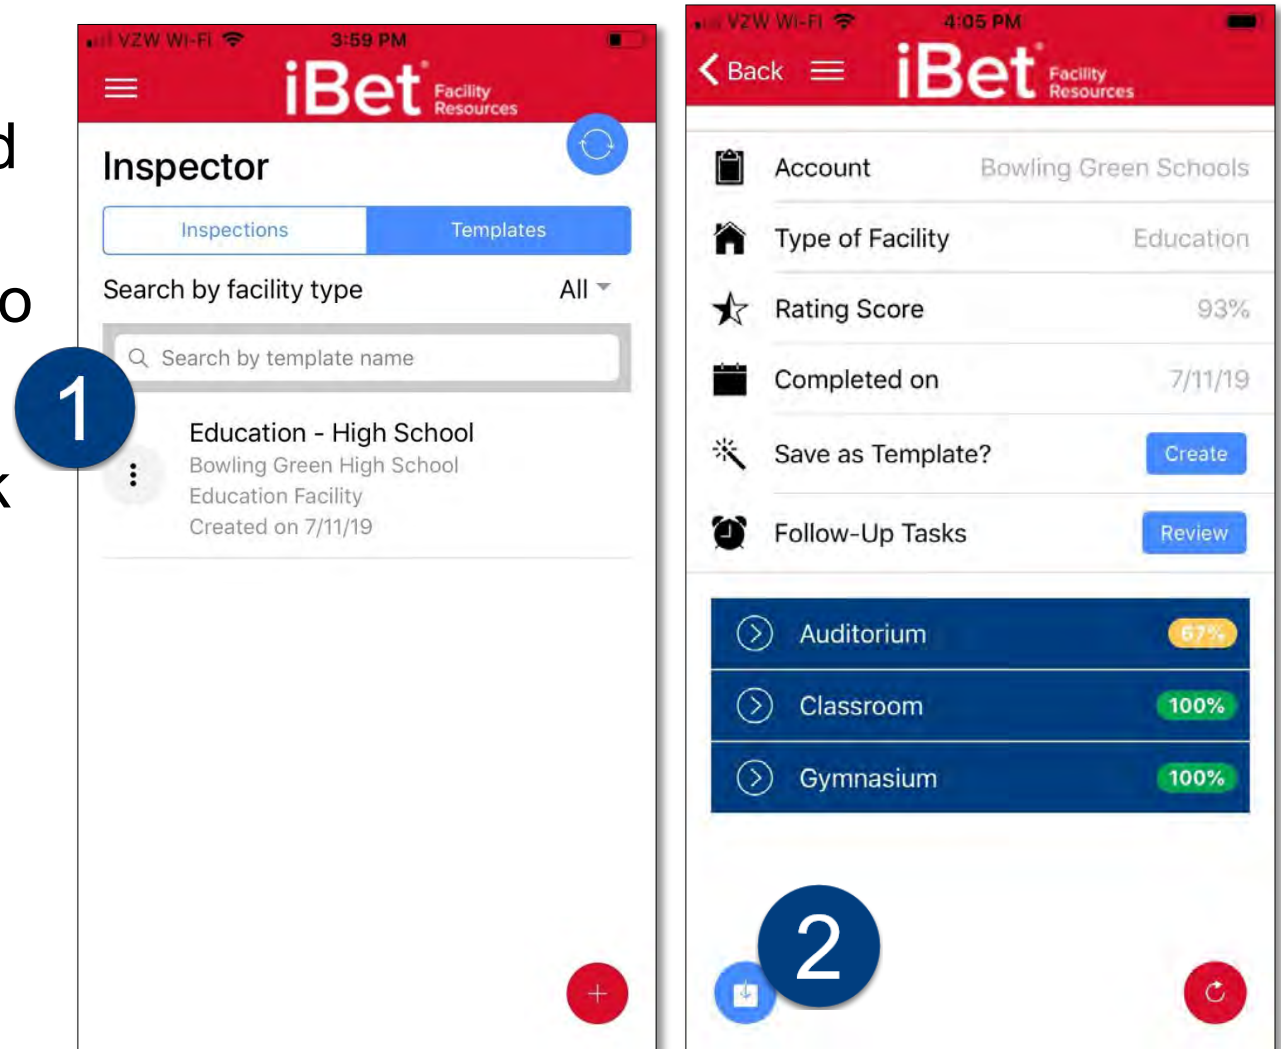 d
o
k
VZW Wi-Fi 3:59 PM
iBet Facility
Resources
Inspector
Inspections Templates
Search by facility type All
Search by template name
1
Education - High School
Bowling Green High School
Education Facility
Created on 7/11/19
+
VZW Wi-Fi 4:05 PM
Back iBet Facility
Resources
Account Bowling Green Schools
Type of Facility Education
Rating Score 93%
Completed on 7/11/19
Save as Template? Create
Follow-Up Tasks Review
Auditorium 67%
Classroom 100%
Gymnasium 100%
2